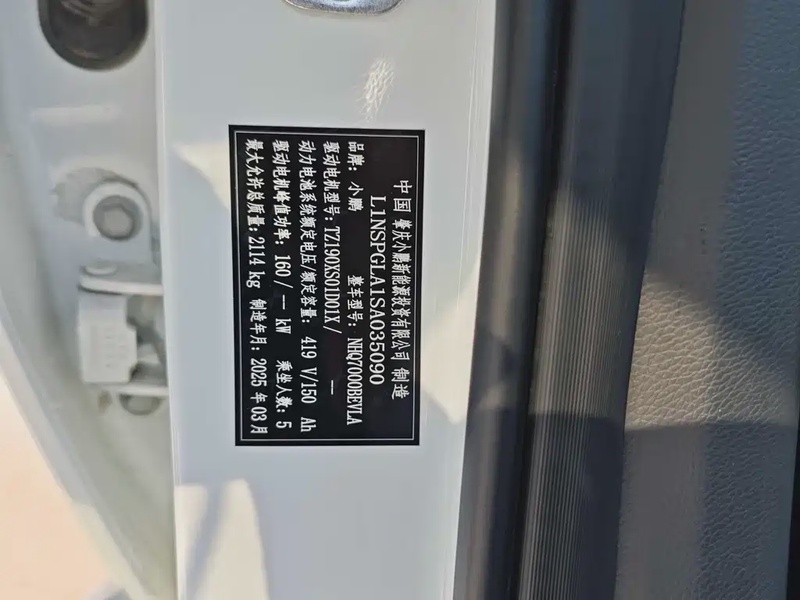 中国 肇庆小鹏新能源投资有限公司 制造
L1NSPGLA1SA035090
品牌：小鹏 整车型号：NHQ7000BEVLA
驱动电机型号：TZ190XS01D01X/ —
动力电池系统额定电压/额定容量：419 V/150 Ah
驱动电机峰值功率：160/ — kW 乘坐人数：5
最大允许总质量：2114 kg 制造年月：2025 年 03 月